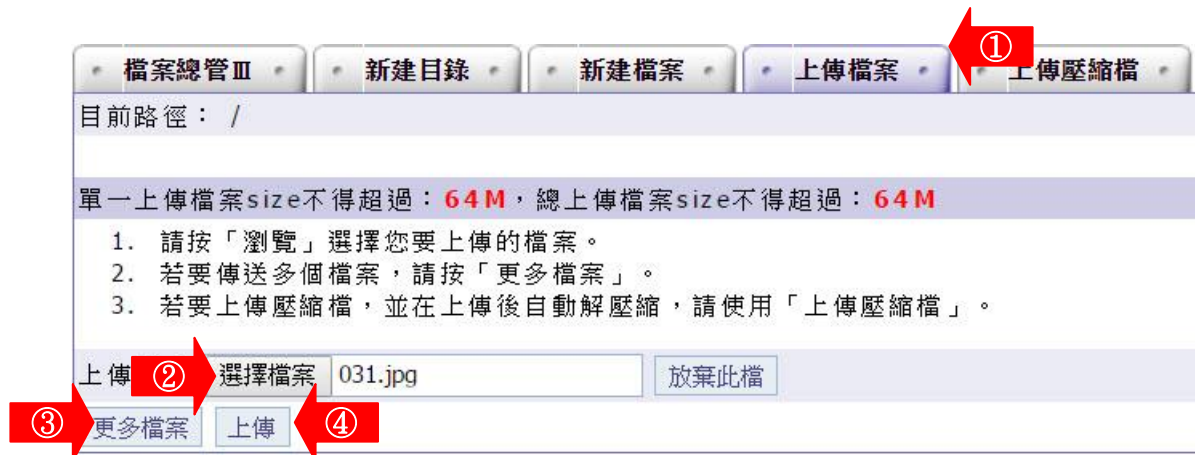 ①
檔案總管Ⅲ 新建目錄 新建檔案 上傳檔案 上傳壓縮檔
目前路徑： /
單一上傳檔案size不得超過：64M，總上傳檔案size不得超過：64M
1. 請按「瀏覽」選擇您要上傳的檔案。
2. 若要傳送多個檔案，請按「更多檔案」。
3. 若要上傳壓縮檔，並在上傳後自動解壓縮，請使用「上傳壓縮檔」。
上傳 ② 選擇檔案 031.jpg 放棄此檔
③ 更多檔案 上傳 ④